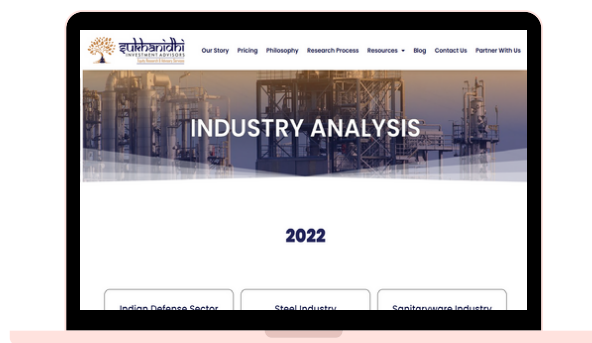 sukhanidhi
INVESTMENT ADVISORS
Our Story Pricing Philosophy Research Process Resources Blog Contact Us Partner With Us
INDUSTRY ANALYSIS
2022
Indian Defense Sector Steel Industry Sanitaryware Industry